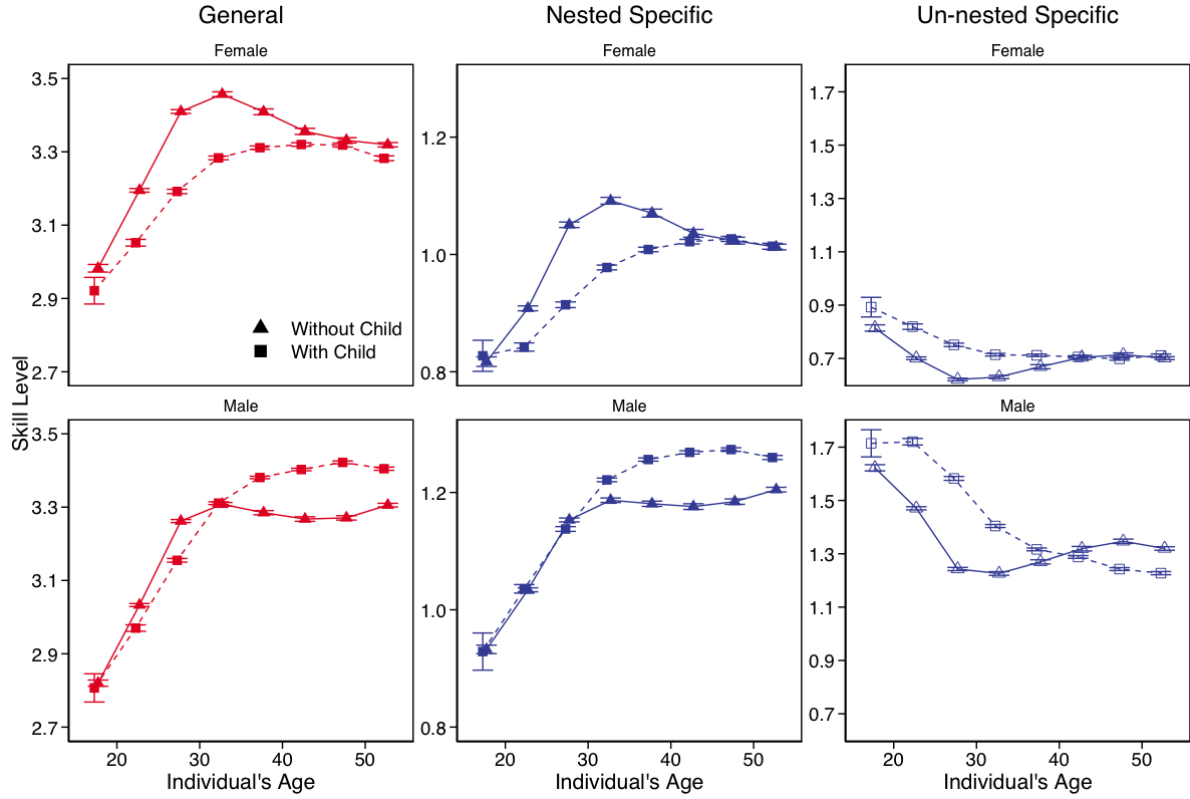 General
Nested Specific
Un-nested Specific
Female
Female
Female
3.5
3.3
3.1
2.9
2.7
1.2
1.0
0.8
1.7
1.5
1.3
1.1
0.9
0.7
Without Child
With Child
Skill Level
Male
Male
Male
3.5
3.3
3.1
2.9
2.7
1.2
1.0
0.8
1.7
1.5
1.3
1.1
0.9
0.7
20 30 40 50
20 30 40 50
20 30 40 50
Individual's Age
Individual's Age
Individual's Age